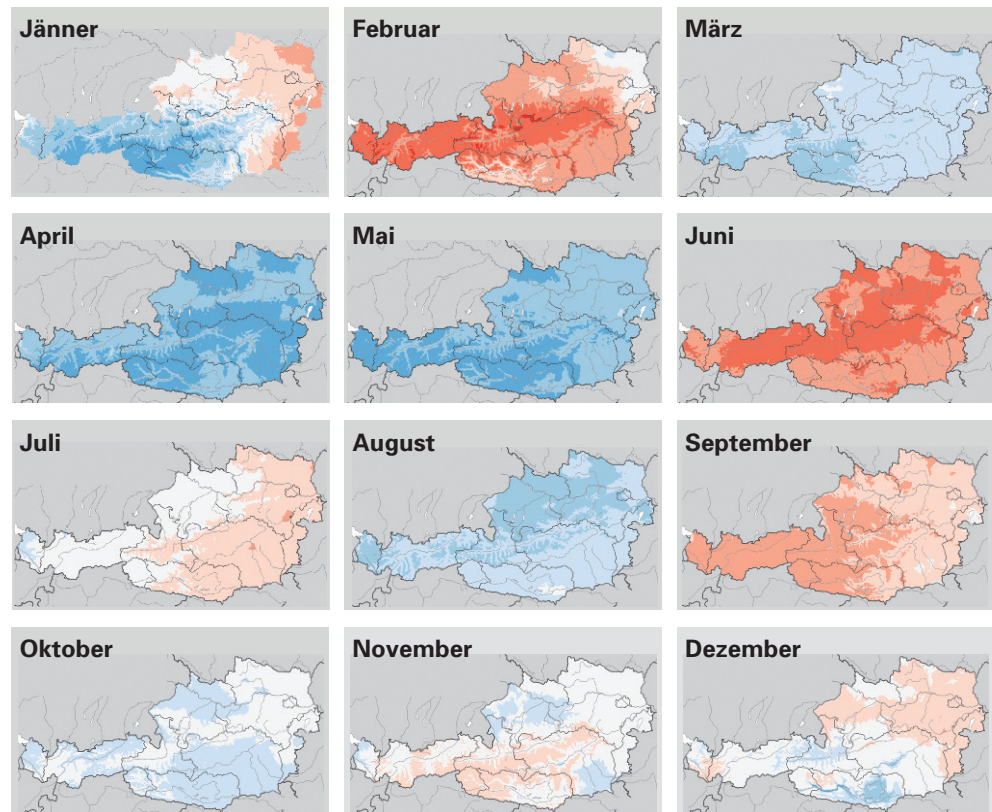 Jänner
Februar
März
April
Mai
Juni
Juli
August
September
Oktober
November
Dezember